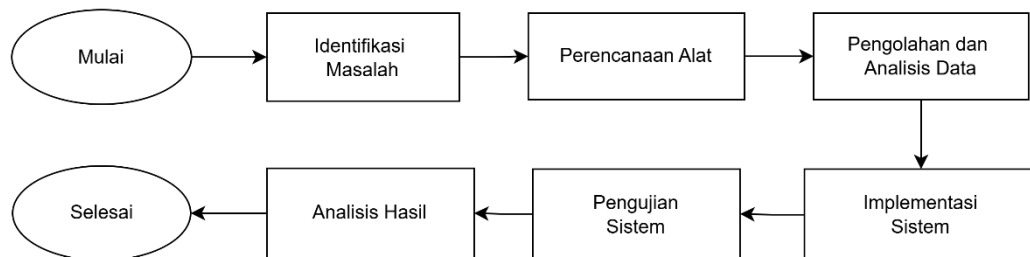 Mulai
Identifikasi
Masalah
Perencanaan Alat
Pengolahan dan
Analisis Data
Implementasi
Sistem
Pengujian
Sistem
Analisis Hasil
Selesai